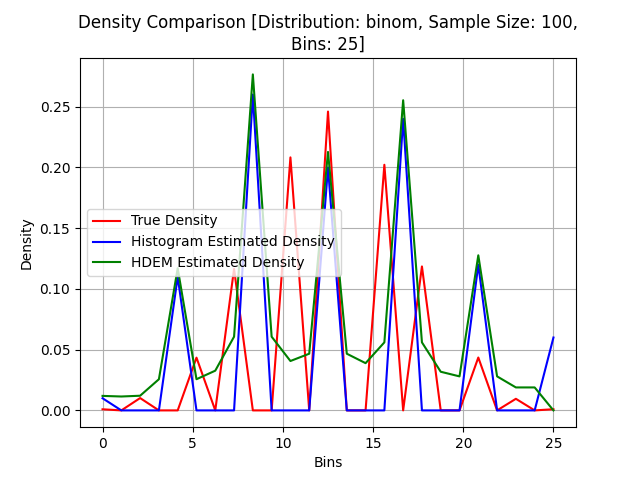 Density Comparison [Distribution: binom, Sample Size: 100,
Bins: 25]
0.25
0.20
0.15
0.10
0.05
0.00
Density
True Density
Histogram Estimated Density
HDEM Estimated Density
0 5 10 15 20 25
Bins